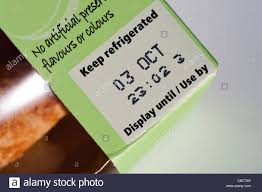 No artificial preser
flavours or colours
Keep refrigerated
03 OCT
23:02 3
Display until / Use by
alamy stock photo